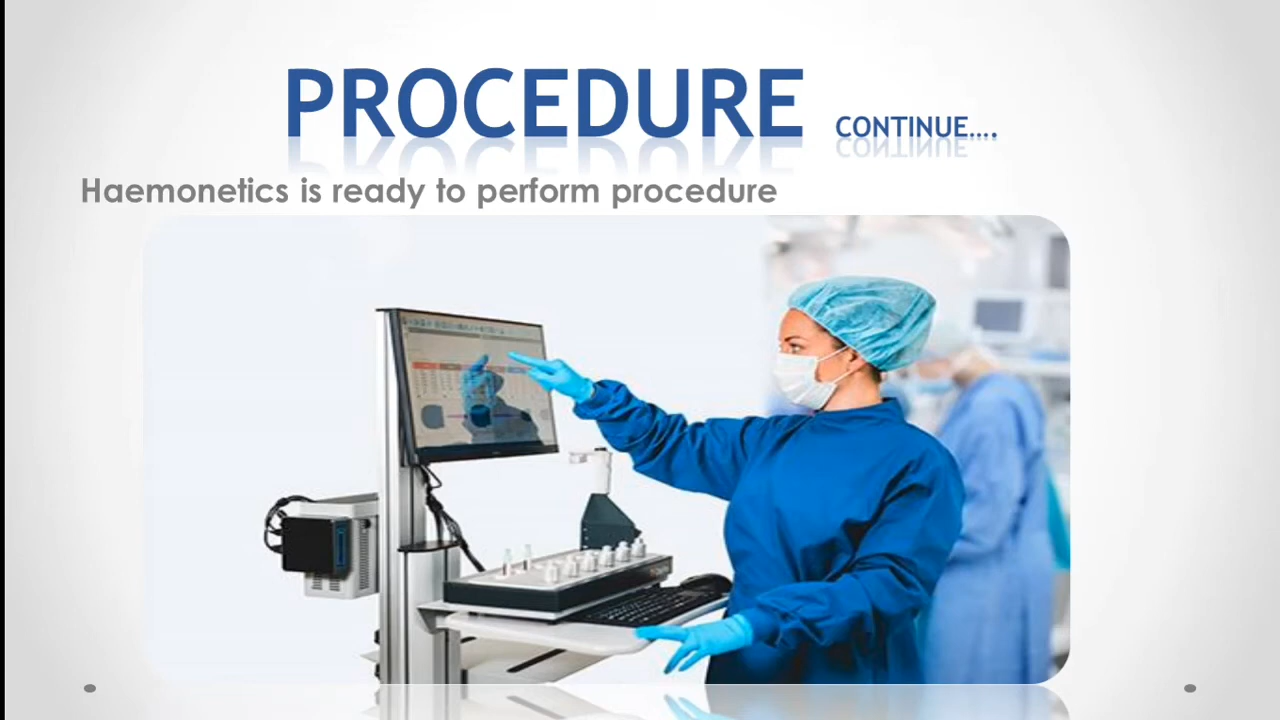 PROCEDURE CONTINUE....
Haemonetics is ready to perform procedure